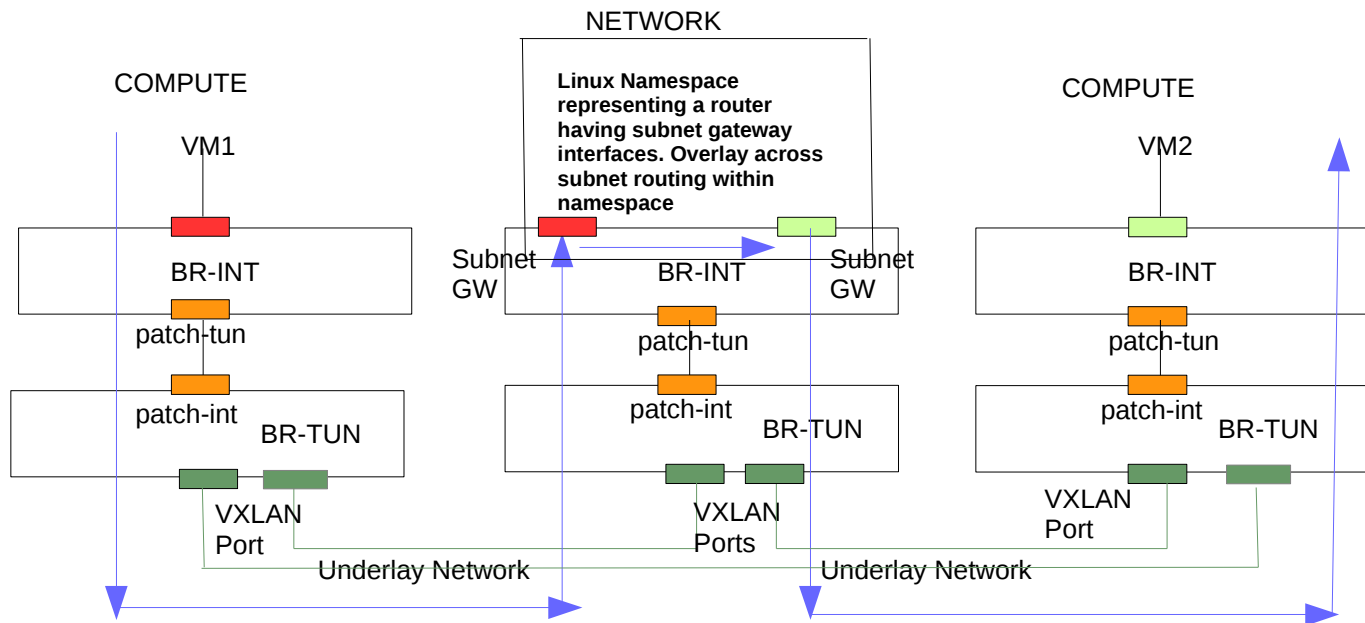 NETWORK
COMPUTE
Linux Namespace
representing a router
having subnet gateway
interfaces. Overlay across
subnet routing within
namespace
COMPUTE
VM1
VM2
BR-INT
Subnet
GW
BR-INT
Subnet
GW
BR-INT
patch-tun
patch-tun
patch-tun
patch-int
patch-int
patch-int
BR-TUN
BR-TUN
BR-TUN
VXLAN
Port
VXLAN
Ports
VXLAN
Port
Underlay Network
Underlay Network